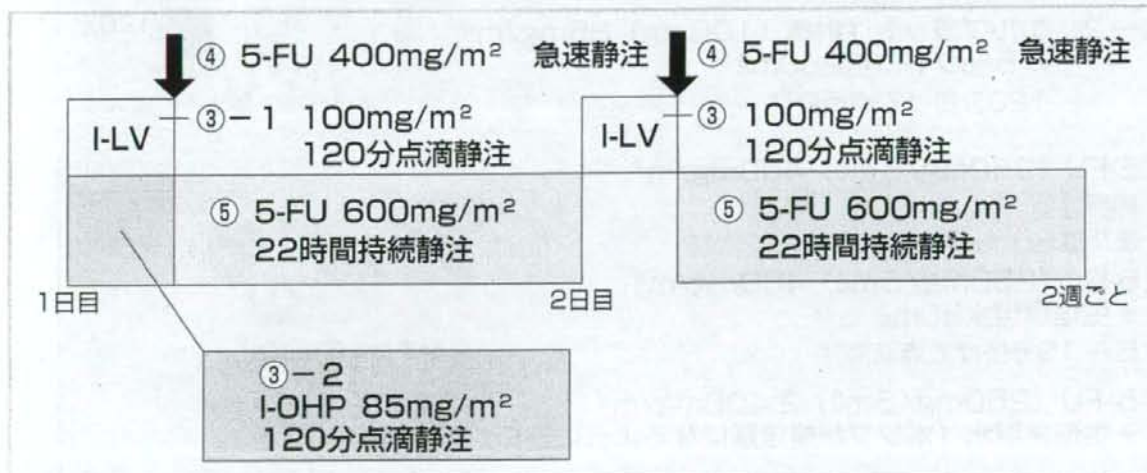 ④ 5-FU 400mg/m² 急速静注
I-LV
③－1 100mg/m²
120分点滴静注
⑤ 5-FU 600mg/m²
22時間持続静注
④ 5-FU 400mg/m² 急速静注
I-LV
③ 100mg/m²
120分点滴静注
⑤ 5-FU 600mg/m²
22時間持続静注
1日目
2日目
2週ごと
③－2
I-OHP 85mg/m²
120分点滴静注